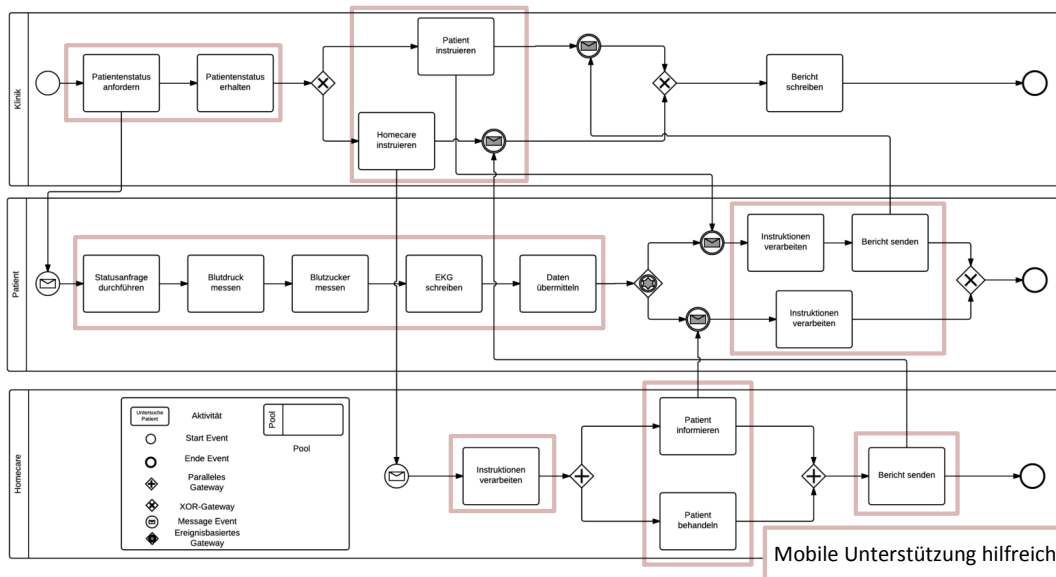 Klinik
Patientenstatus
anfordern
Patientenstatus
erhalten
Patient
instruieren
Homecare
instruieren
Bericht
schreiben
Patient
Statusanfrage
durchführen
Blutdruck
messen
Blutzucker
messen
EKG
schreiben
Daten
übermitteln
Instruktionen
verarbeiten
Bericht senden
Instruktionen
verarbeiten
Homecare
Untersuche
Patient
Aktivität
Start Event
Ende Event
Paralleles
Gateway
XOR-Gateway
Message Event
Ereignisbasiertes
Gateway
Pool
Pool
Instruktionen
verarbeiten
Patient
informieren
Patient
behandeln
Bericht senden
Mobile Unterstützung hilfreich